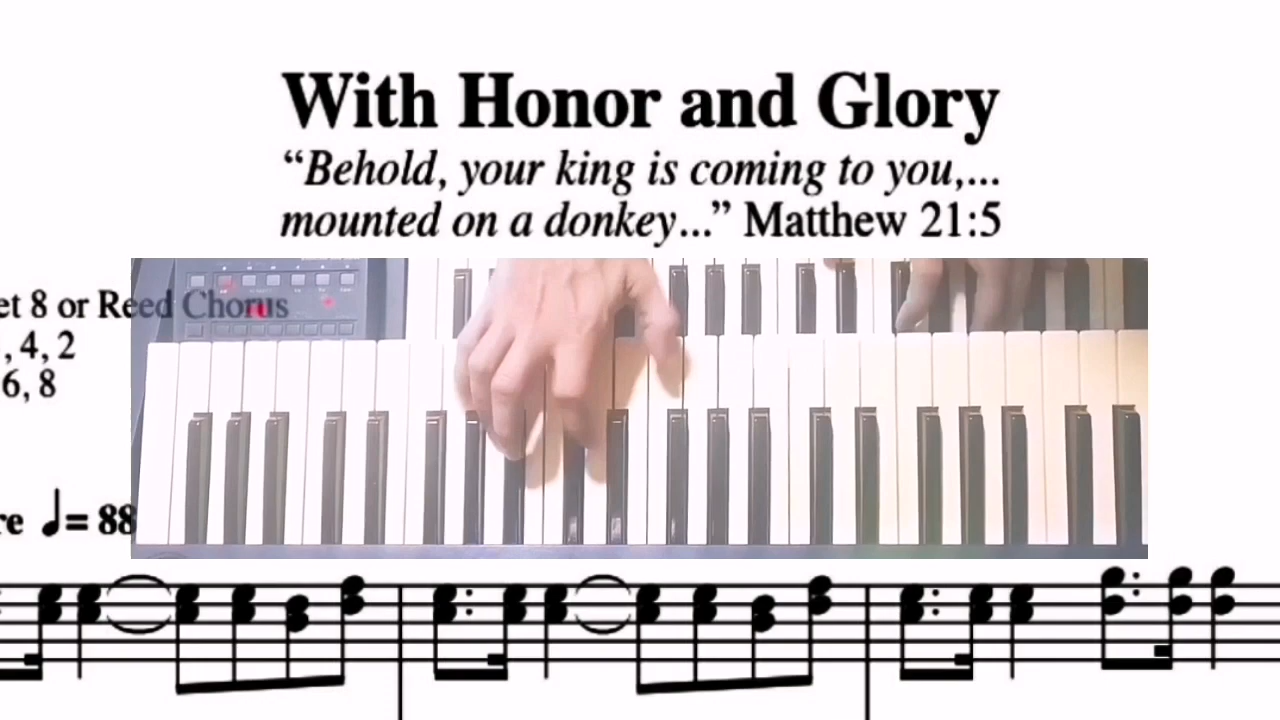 With Honor and Glory
“Behold, your king is coming to you,...
mounted on a donkey...” Matthew 21:5
et 8 or Reed Chorus
, 4, 2
6, 8
re ♩= 88